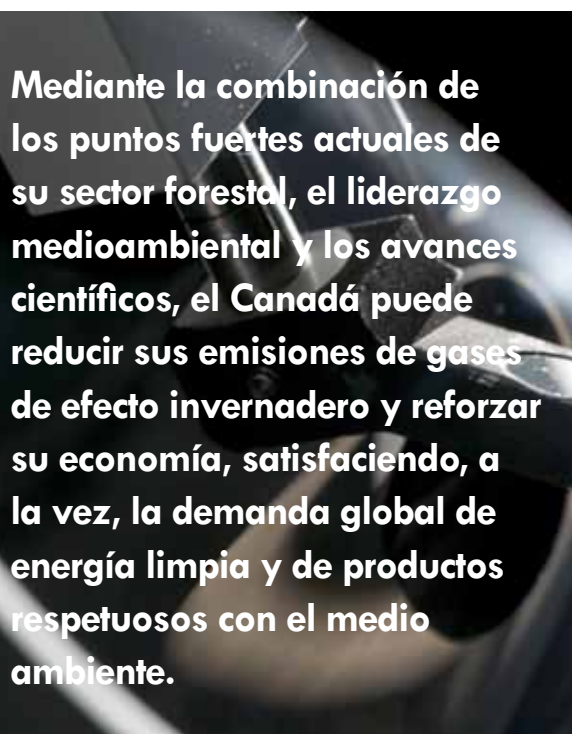 Mediante la combinación de
los puntos fuertes actuales de
su sector forestal, el liderazgo
medioambiental y los avances
científicos, el Canadá puede
reducir sus emisiones de gases
de efecto invernadero y reforzar
su economía, satisfaciendo, a
la vez, la demanda global de
energía limpia y de productos
respetuosos con el medio
ambiente.